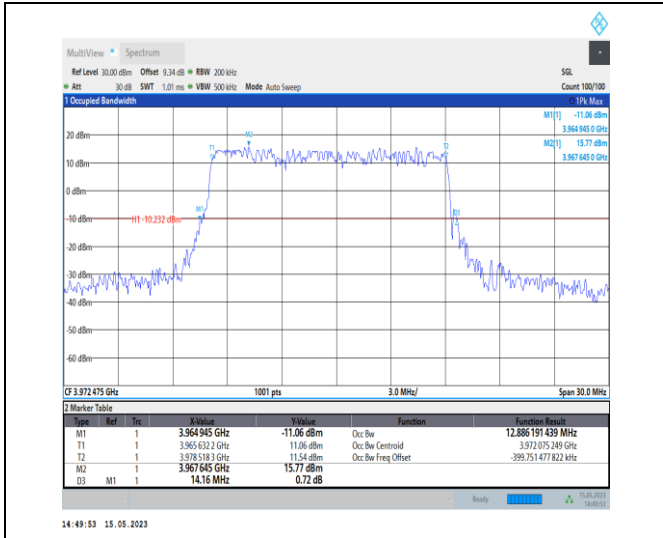 MultiView Spectrum
Ref Level 30.00 dBm Offset 9.34 dB RBW 200 kHz SGL
Att 30 dB SWT 1.01 ms VBW 500 kHz Mode Auto Sweep Count 100/100
1 Occupied Bandwidth 1Pk Max
M1[1] -11.06 dBm
3.964 945 0 GHz
M2[1] 15.77 dBm
3.967 645 0 GHz
20 dBm
M2
T1
T2
10 dBm
0 dBm
M1
D3
-10 dBm
H1 -10.232 dBm
-20 dBm
-30 dBm
-40 dBm
-50 dBm
-60 dBm
CF 3.972 475 GHz 1001 pts 3.0 MHz/ Span 30.0 MHz
2 Marker Table
Type Ref Trc X-Value Y-Value Function Function Result
M1 1 3.964 945 GHz -11.06 dBm Occ Bw 12.886 191 439 MHz
T1 1 3.965 632 2 GHz 11.06 dBm Occ Bw Centroid 3.972 075 249 GHz
T2 1 3.978 518 3 GHz 11.54 dBm Occ Bw Freq Offset -399.751 477 822 kHz
M2 1 3.967 645 GHz 15.77 dBm
D3 M1 1 14.16 MHz 0.72 dB
Ready 15.05.2023
14:49:53
14:49:53 15.05.2023